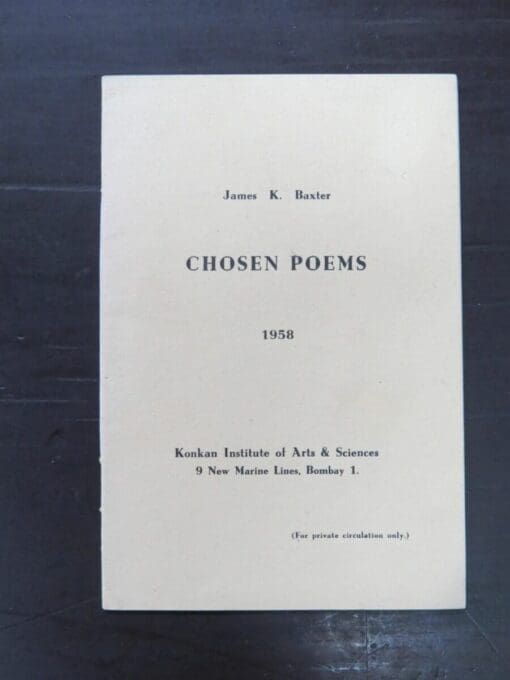 James K. Baxter
CHOSEN POEMS
1958
Konkan Institute of Arts & Sciences
9 New Marine Lines, Bombay 1.
(For private circulation only.)